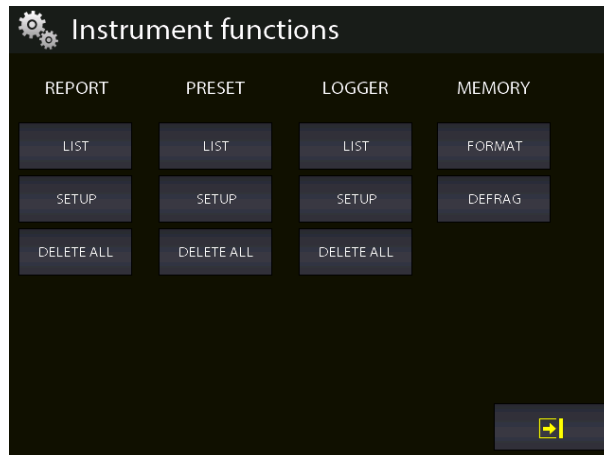 Instrument functions
REPORT PRESET LOGGER MEMORY
LIST LIST LIST FORMAT
SETUP SETUP SETUP DEFRAG
DELETE ALL DELETE ALL DELETE ALL